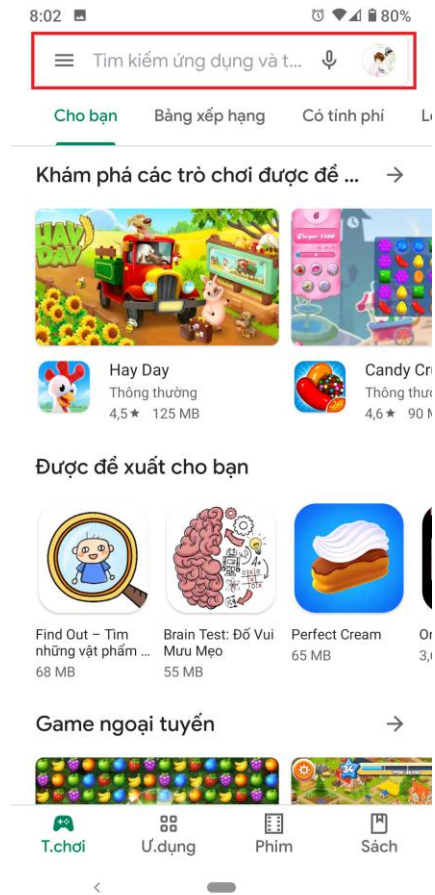 8:02
80%
Tìm kiếm ứng dụng và t...
Cho bạn
Bảng xếp hạng
Có tính phí
Khám phá các trò chơi được đề ...
HAY DAY
Hay Day
Thông thường
4,5★ 125 MB
Candy Cru
Thông thườ
4,6★ 90 M
Được đề xuất cho bạn
Find Out – Tìm
những vật phẩm ...
68 MB
Brain Test: Đố Vui
Mưu Mẹo
55 MB
Perfect Cream
65 MB
Game ngoại tuyến
T.chơi
Ư.dụng
Phim
Sách